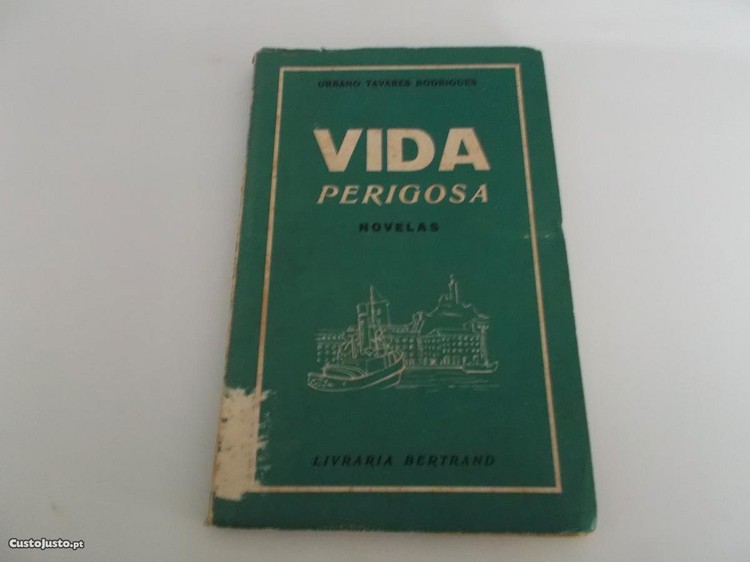 URBANO TAVARES RODRIGUES
VIDA
PERIGOSA
NOVELAS
LIVRARIA BERTRAND
CustoJusto.pt